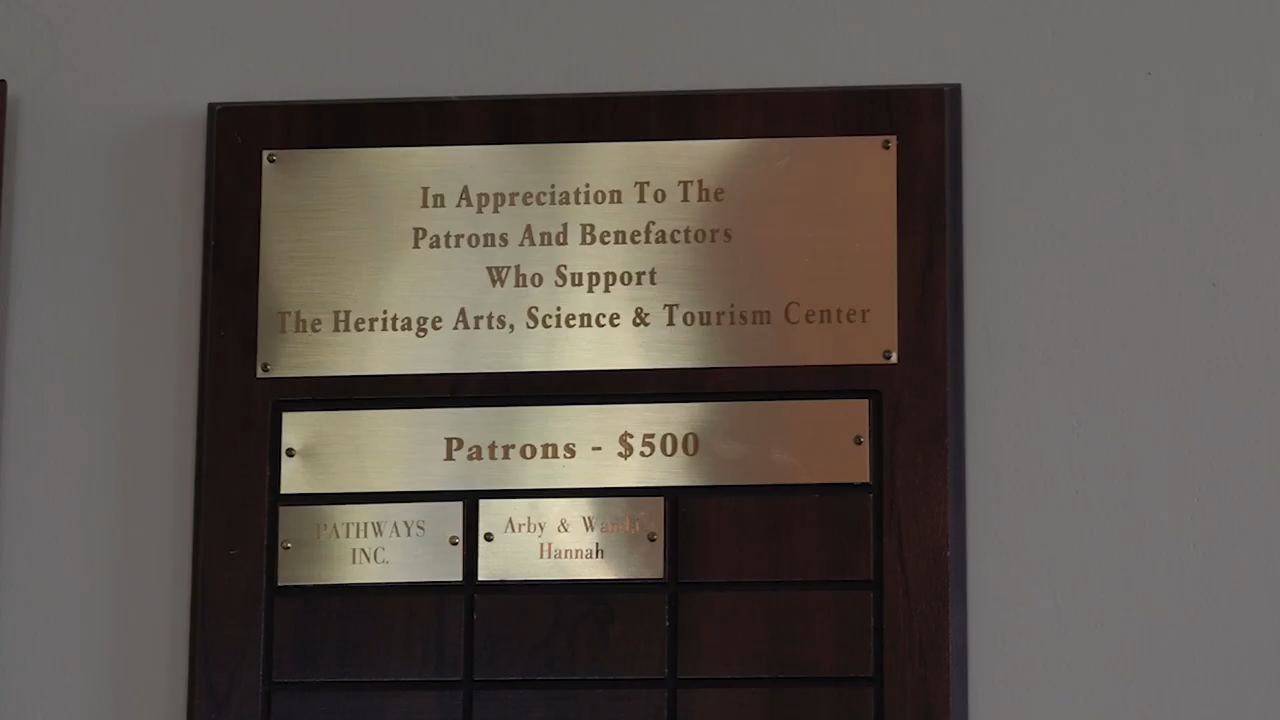 In Appreciation To The
Patrons And Benefactors
Who Support
The Heritage Arts, Science & Tourism Center
Patrons - $500
PATHWAYS
INC.
Arby & Wanda
Hannah